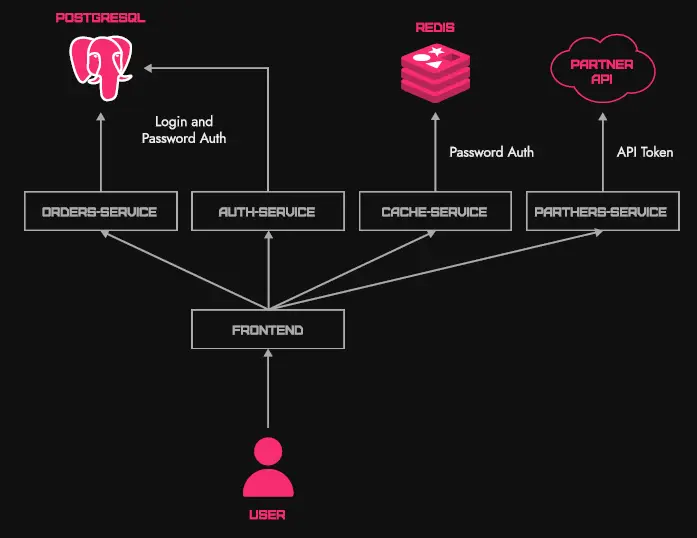 POSTGRESQL
REDIS
PARTNER
API
Login and
Password Auth
Password Auth
API Token
ORDERS-SERVICE
AUTH-SERVICE
CACHE-SERVICE
PARTHERS-SERVICE
FRONTEND
USER